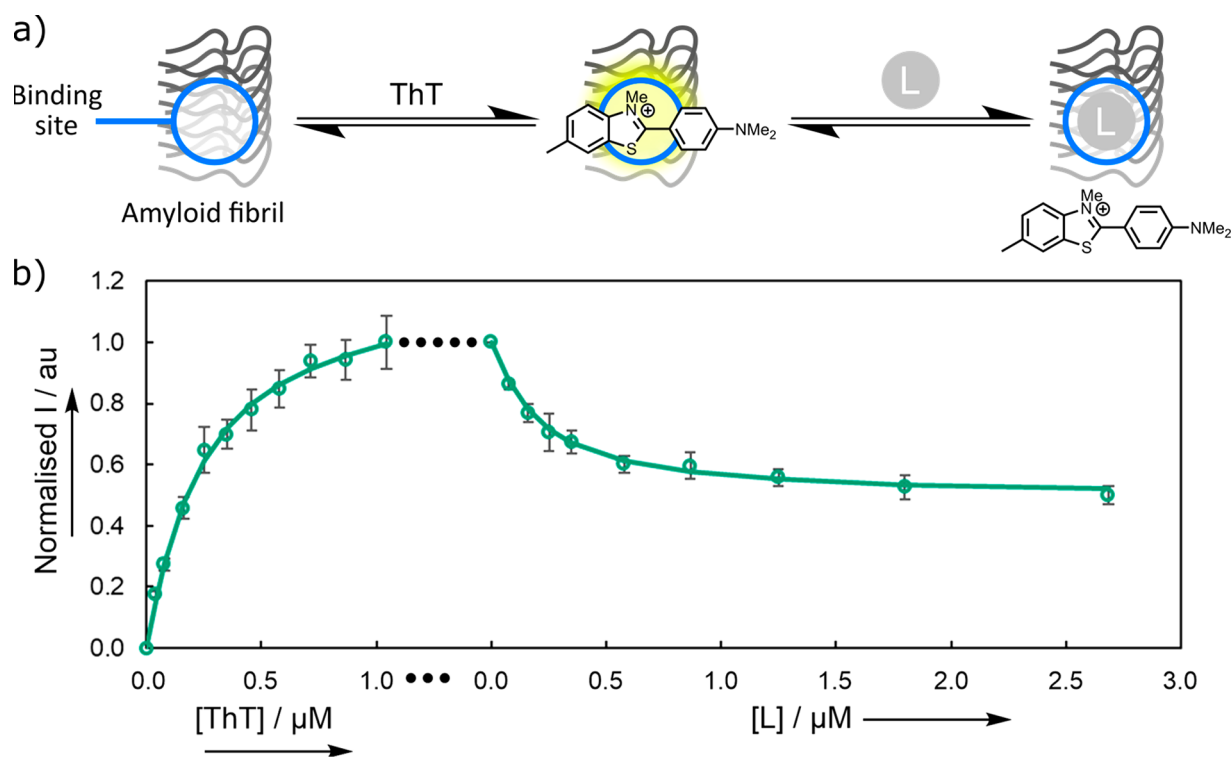 a)
Binding
site
Amyloid fibril
ThT
Me
N
+
S
NMe2
L
L
Me
N
+
S
NMe2
b)
Normalised I / au
1.2
1.0
0.8
0.6
0.4
0.2
0.0
0.0 0.5 1.0 0.0 0.5 1.0 1.5 2.0 2.5 3.0
[ThT] / μM [L] / μM